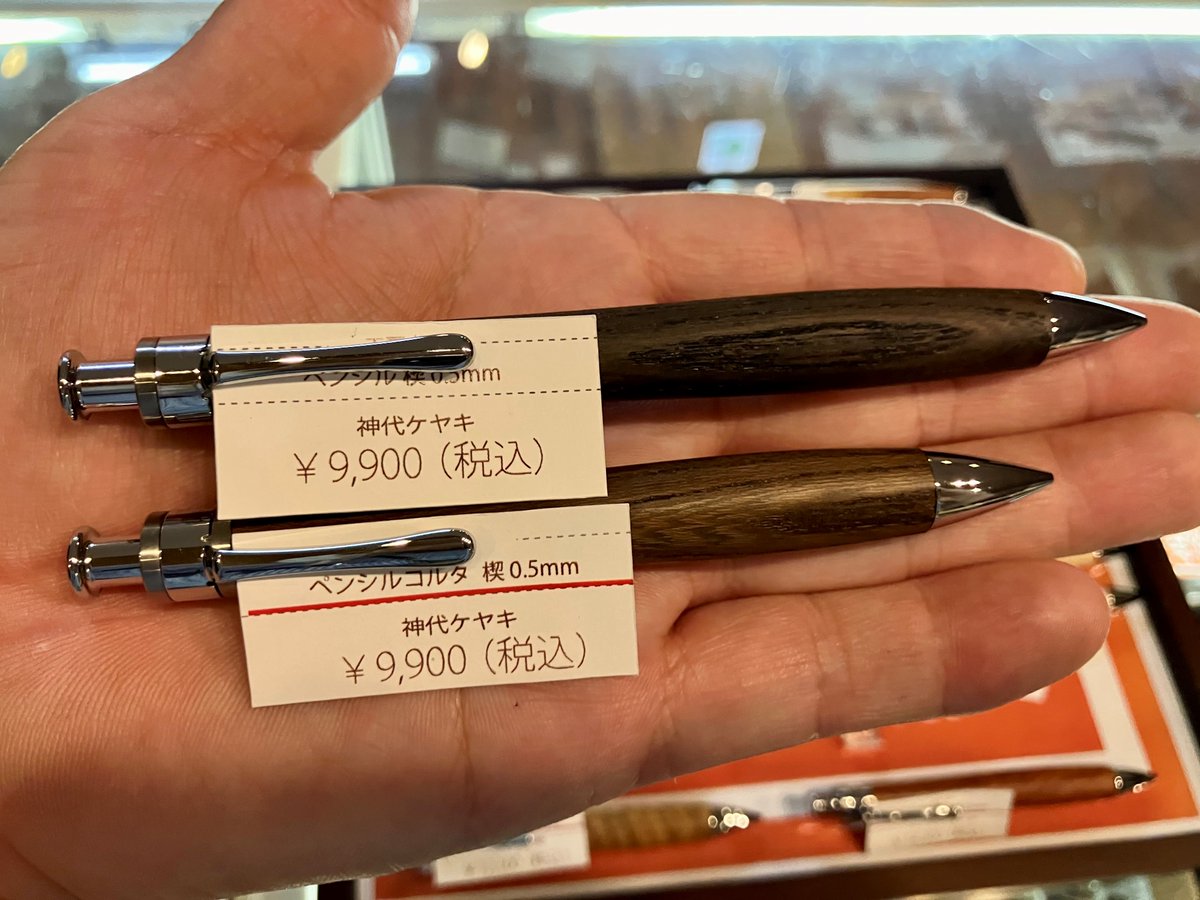 ペンシル 楔 0.5mm
神代ケヤキ
￥9,900（税込）
ペンシルコルタ 楔 0.5mm
神代ケヤキ
￥9,900（税込）